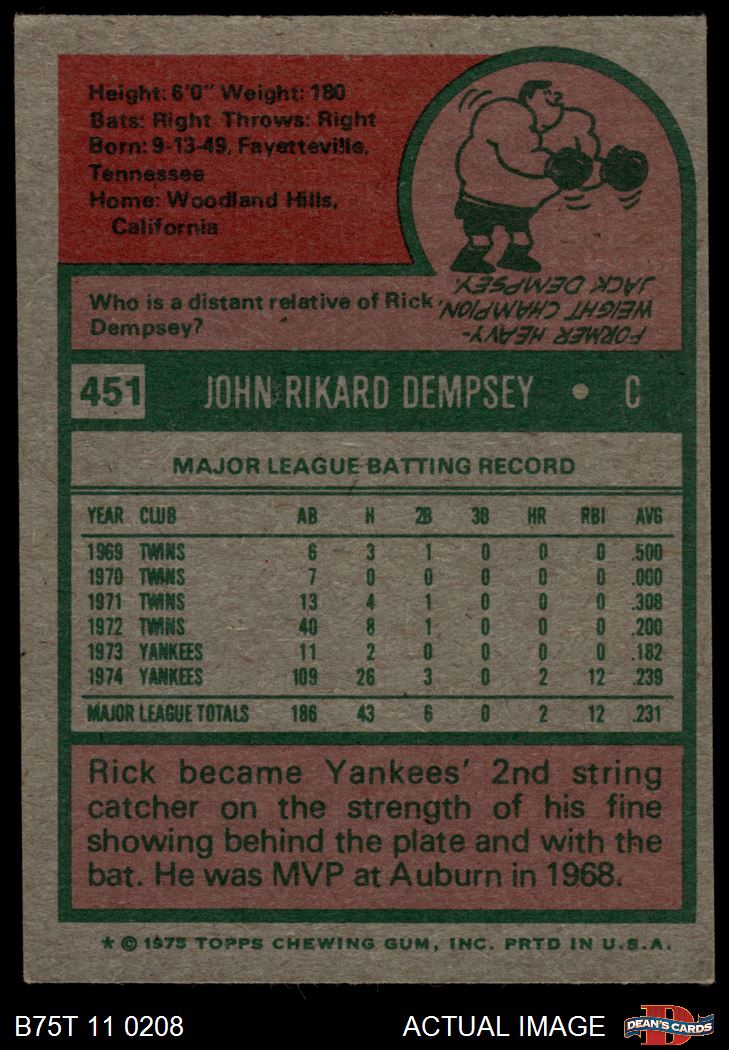 Height: 6'0" Weight: 180
Bats: Right Throws: Right
Born: 9-13-49, Fayetteville,
Tennessee
Home: Woodland Hills,
California
Who is a distant relative of Rick
Dempsey?
FORMER HEAVY-
WEIGHT CHAMPION,
JACK DEMPSEY.
451 JOHN RIKARD DEMPSEY • C
MAJOR LEAGUE BATTING RECORD
YEAR CLUB AB H 2B 3B HR RBI AVG
1969 TWINS 6 3 1 0 0 0 .500
1970 TWINS 7 0 0 0 0 0 .000
1971 TWINS 13 4 1 0 0 0 .308
1972 TWINS 40 8 1 0 0 0 .200
1973 YANKEES 11 2 0 0 0 0 .182
1974 YANKEES 109 26 3 0 2 12 .239
MAJOR LEAGUE TOTALS 186 43 6 0 2 12 .231
Rick became Yankees' 2nd string
catcher on the strength of his fine
showing behind the plate and with the
bat. He was MVP at Auburn in 1968.
* © 1975 TOPPS CHEWING GUM, INC. PRTD IN U.S.A.
B75T 11 0208 ACTUAL IMAGE DEAN'S CARDS